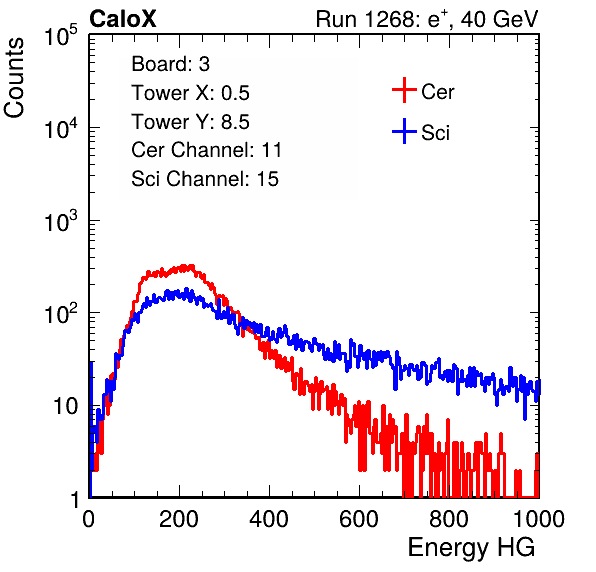 CaloX Run 1268: e⁺, 40 GeV
Counts
Board: 3
Tower X: 0.5
Tower Y: 8.5
Cer Channel: 11
Sci Channel: 15
Cer
Sci
10⁵
10⁴
10³
10²
10
1
0 200 400 600 800 1000
Energy HG